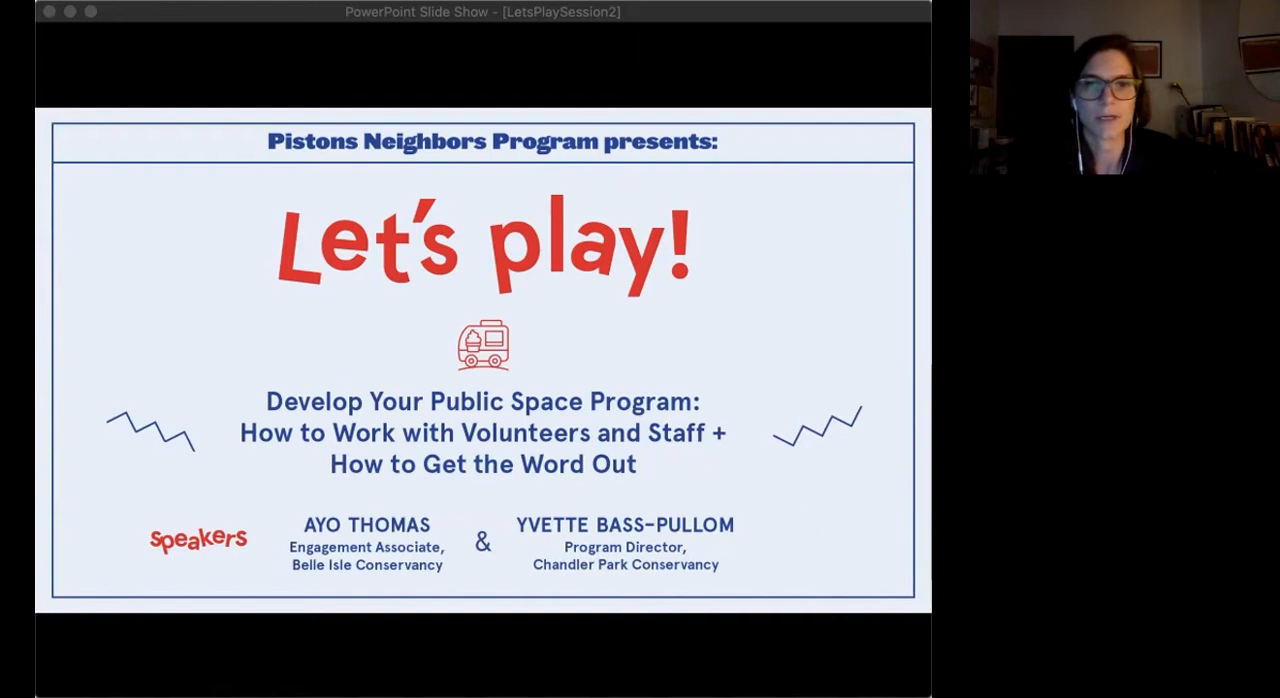 PowerPoint Slide Show - [LetsPlaySession2]
Pistons Neighbors Program presents:
Let's play!
Develop Your Public Space Program:
How to Work with Volunteers and Staff +
How to Get the Word Out
speakers
AYO THOMAS
Engagement Associate,
Belle Isle Conservancy
&
YVETTE BASS-PULLOM
Program Director,
Chandler Park Conservancy